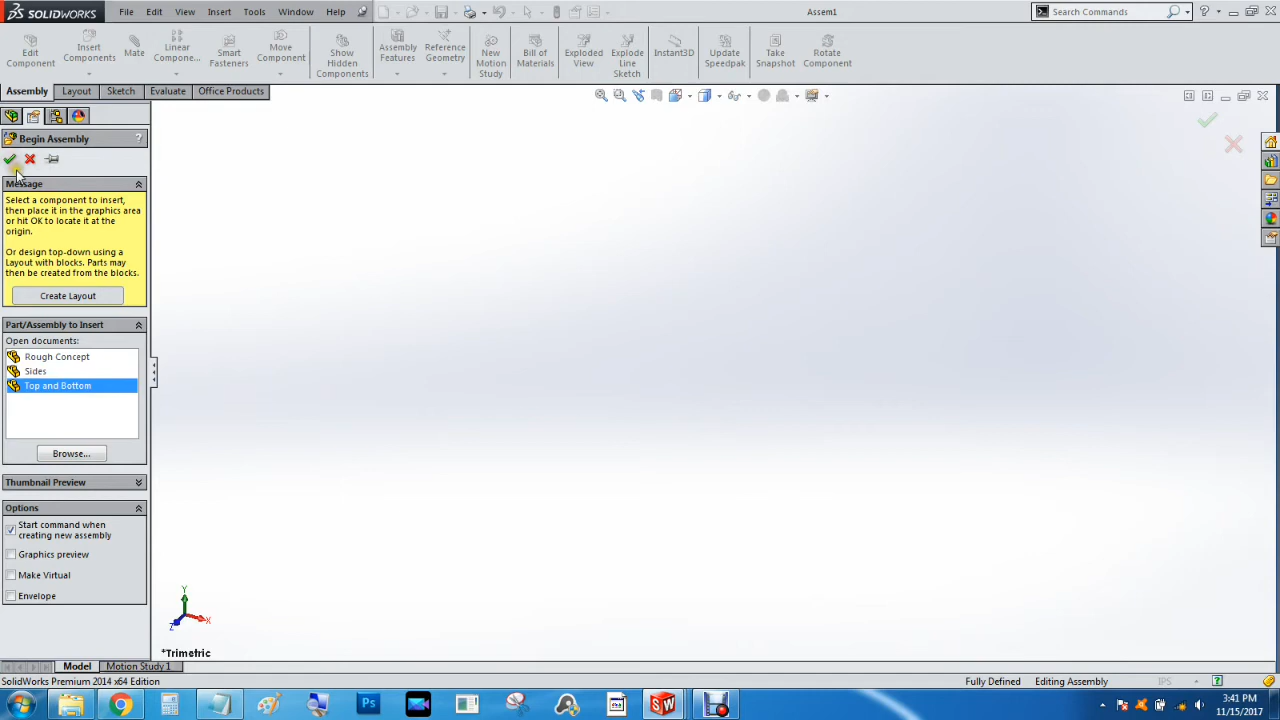 SOLIDWORKS File Edit View Insert Tools Window Help Assem1 Search Commands
Edit Component
Insert Components
Mate
Linear Compone...
Smart Fasteners
Move Component
Show Hidden Components
Assembly Features
Reference Geometry
New Motion Study
Bill of Materials
Exploded View
Explode Line Sketch
Instant3D
Update Speedpak
Take Snapshot
Rotate Component
Assembly Layout Sketch Evaluate Office Products
Begin Assembly ?
Message
Select a component to insert,
then place it in the graphics area
or hit OK to locate it at the
origin.
Or design top-down using a
Layout with blocks. Parts may
then be created from the blocks.
Create Layout
Part/Assembly to Insert
Open documents:
Rough Concept
Sides
Top and Bottom
Browse...
Thumbnail Preview
Options
Start command when
creating new assembly
Graphics preview
Make Virtual
Envelope
Y
X
Z
*Trimetric
Model Motion Study 1
SolidWorks Premium 2014 x64 Edition Fully Defined Editing Assembly IPS ?
Ps SW
3:41 PM
11/15/2017